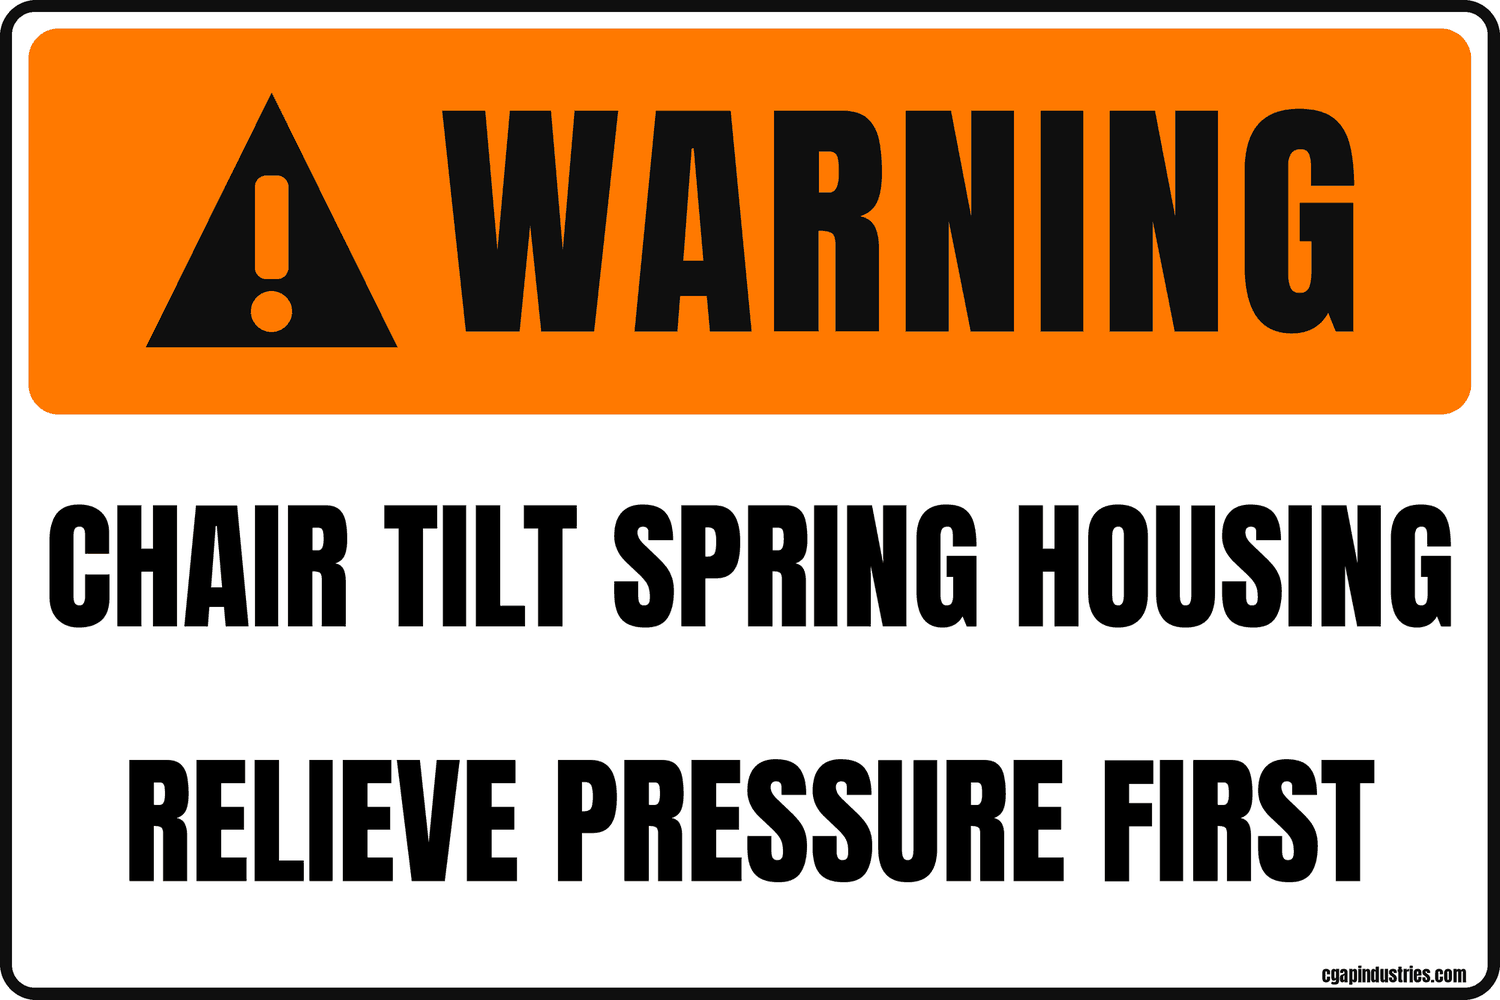 WARNING
CHAIR TILT SPRING HOUSING
RELIEVE PRESSURE FIRST
cgapindustries.com